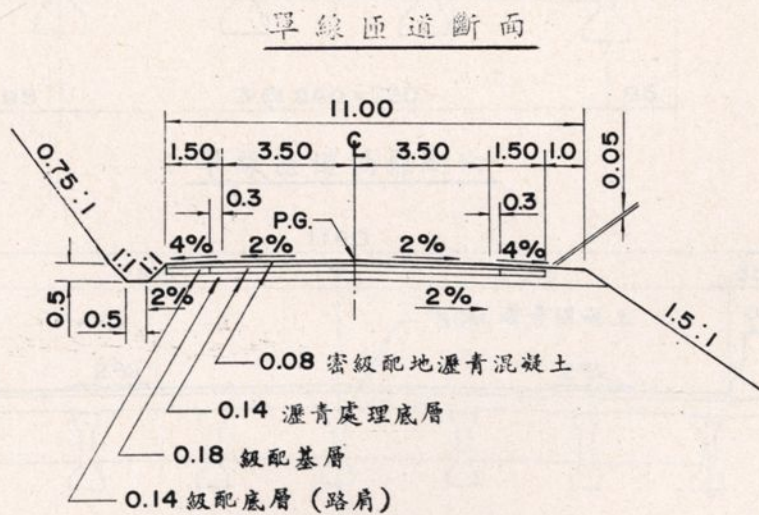 單線匝道斷面
11.00
℄
1.50 3.50 3.50 1.50 1.0
0.05
0.75:1
0.3 0.3
P.G.
1:1 1:1 4% 2% 2% 4%
0.5 2% 2%
0.5
1.5:1
0.08 密級配地瀝青混凝土
0.14 瀝青處理底層
0.18 級配基層
0.14 級配底層 (路肩)